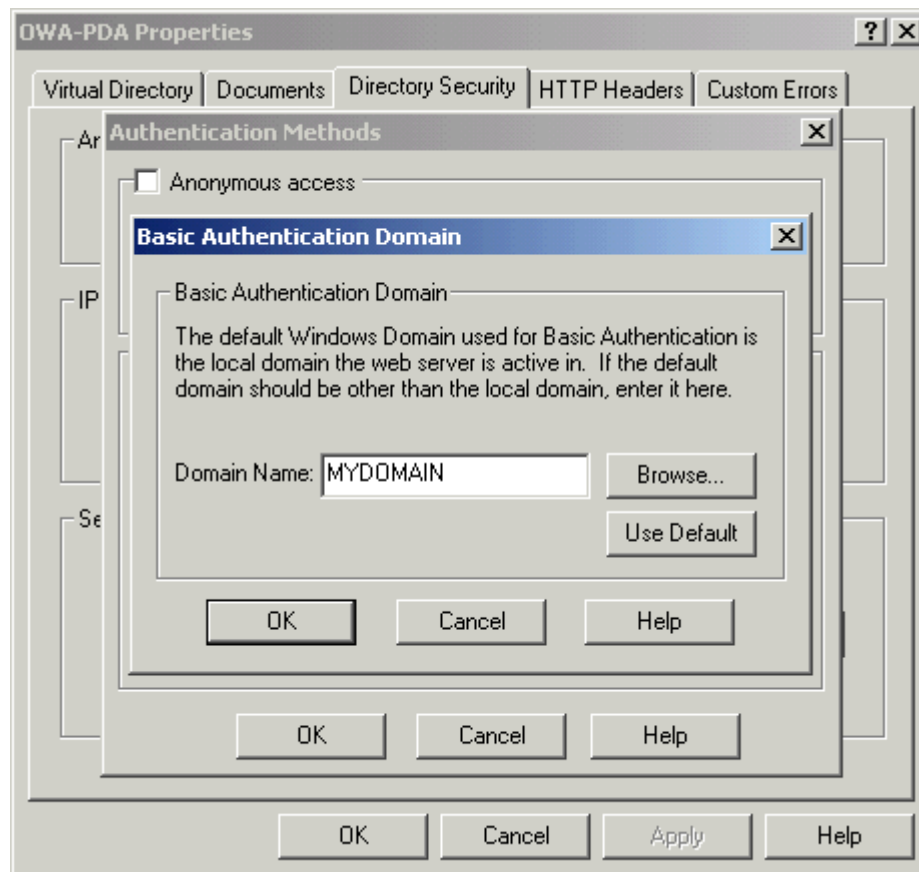 OWA-PDA Properties
Virtual Directory Documents Directory Security HTTP Headers Custom Errors
Authentication Methods
Anonymous access
Basic Authentication Domain
Basic Authentication Domain
The default Windows Domain used for Basic Authentication is
the local domain the web server is active in. If the default
domain should be other than the local domain, enter it here.
Domain Name: MYDOMAIN Browse...
Use Default
OK Cancel Help
OK Cancel Help
OK Cancel Apply Help